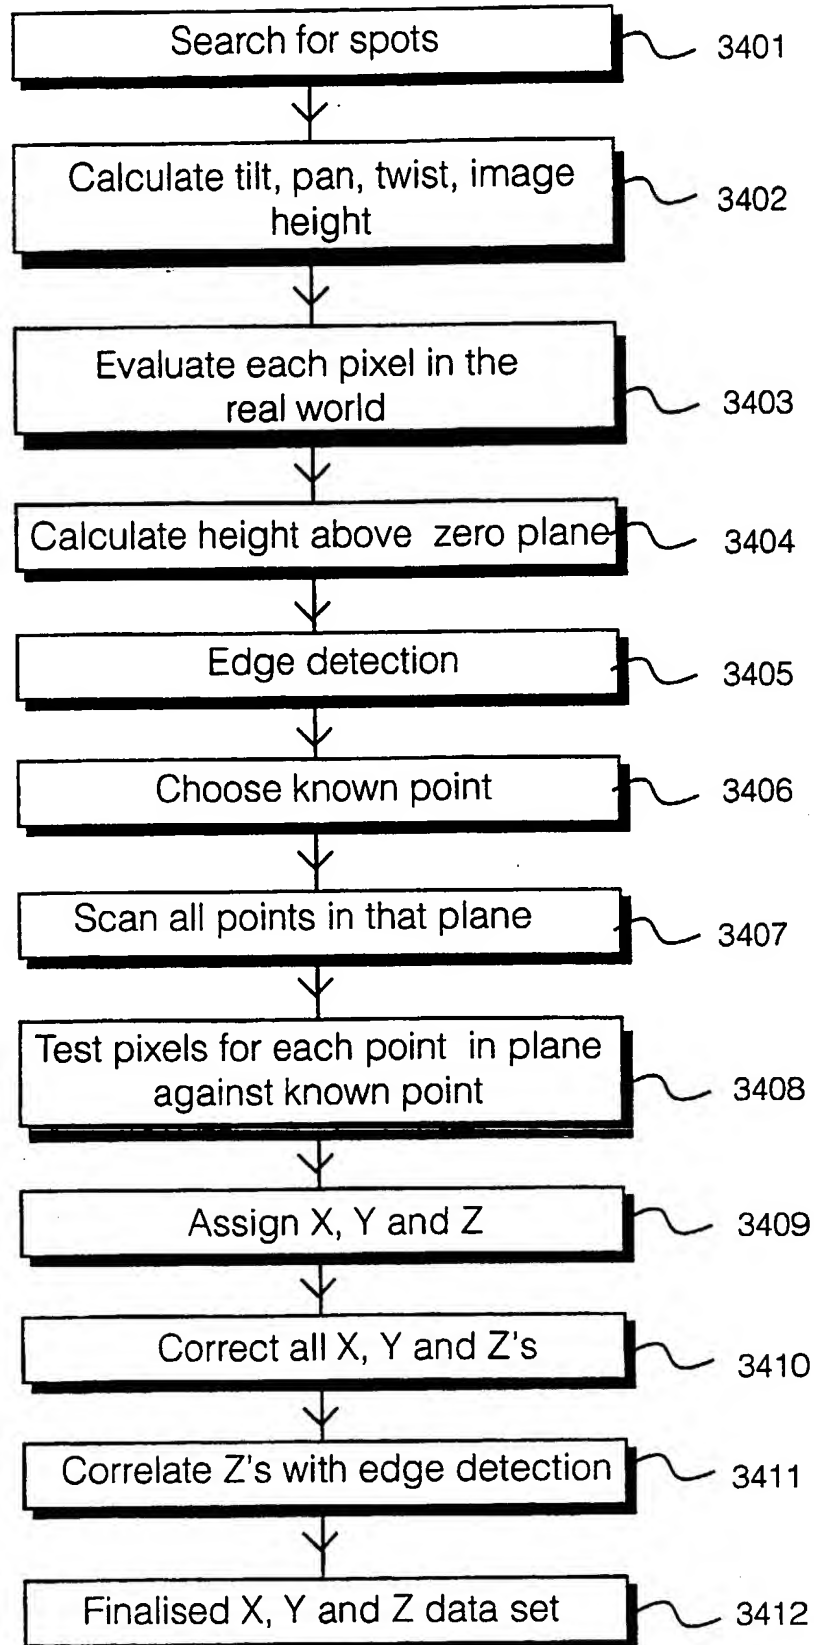 Search for spots
3401
Calculate tilt, pan, twist, image
height
3402
Evaluate each pixel in the
real world
3403
Calculate height above zero plane
3404
Edge detection
3405
Choose known point
3406
Scan all points in that plane
3407
Test pixels for each point in plane
against known point
3408
Assign X, Y and Z
3409
Correct all X, Y and Z's
3410
Correlate Z's with edge detection
3411
Finalised X, Y and Z data set
3412